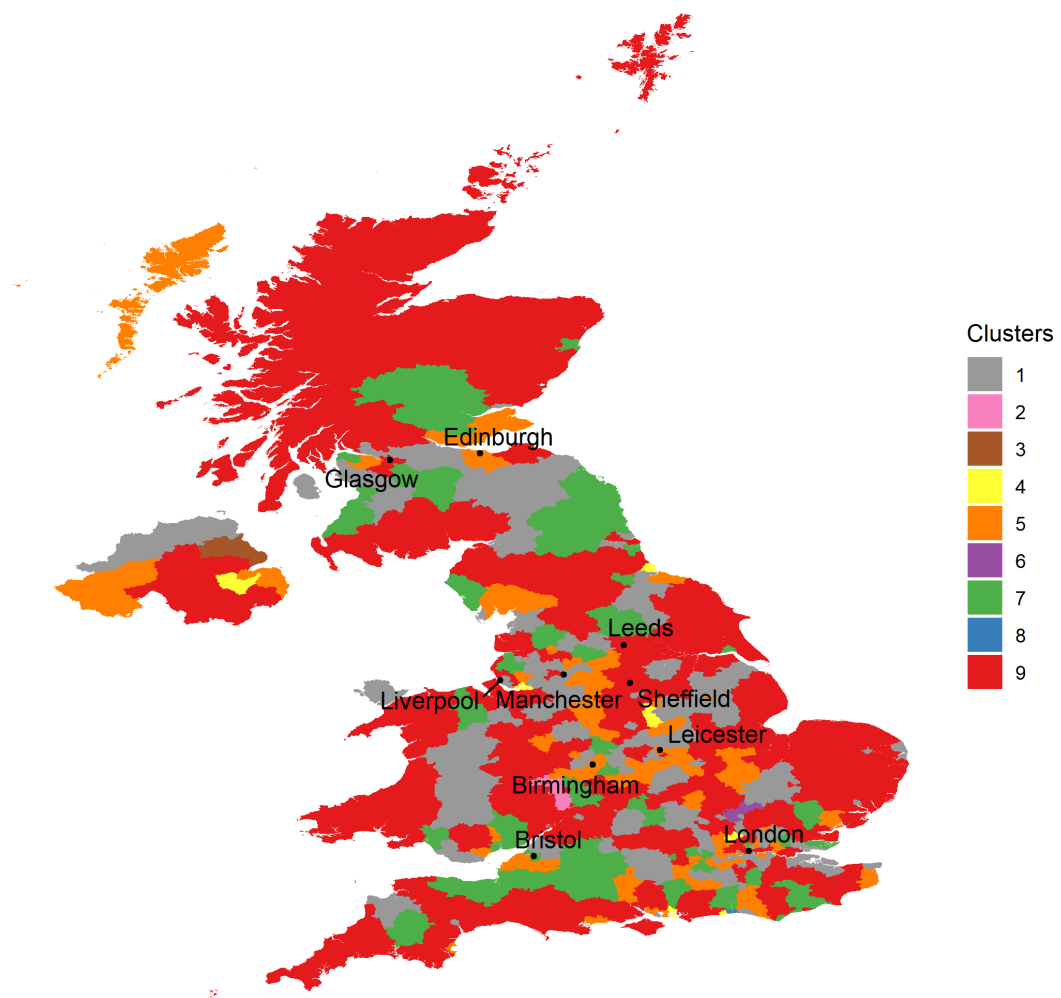 Clusters
1
2
3
4
5
6
7
8
9
Edinburgh
Glasgow
Leeds
Liverpool
Manchester
Sheffield
Leicester
Birmingham
London
Bristol